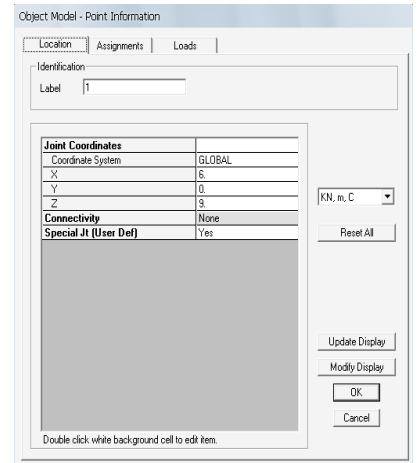 Object Model - Point Information
Location Assignments Loads
Identification
Label 1
Joint Coordinates
Coordinate System GLOBAL
X 6.
Y 0.
Z 9.
Connectivity None
Special Jt (User Def) Yes
KN, m, C
Reset All
Update Display
Modify Display
OK
Cancel
Double click white background cell to edit item.